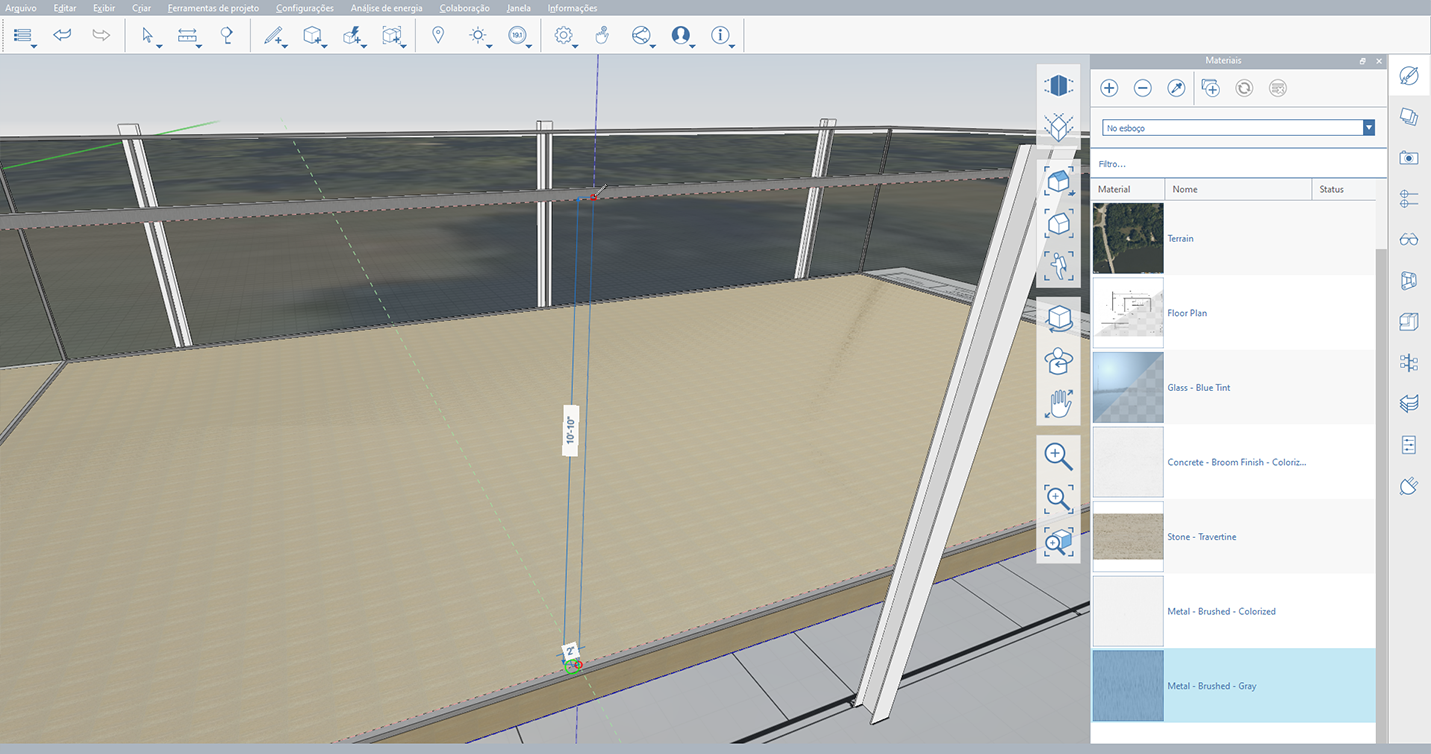 Arquivo Editar Exibir Criar Ferramentas de projeto Configurações Análise de energia Colaboração Janela Informações
19.1
Materiais
No esboço
Filtro...
Material Nome Status
Terrain
Floor Plan
Glass - Blue Tint
Concrete - Broom Finish - Coloriz...
Stone - Travertine
Metal - Brushed - Colorized
Metal - Brushed - Gray
10'-10"
2"